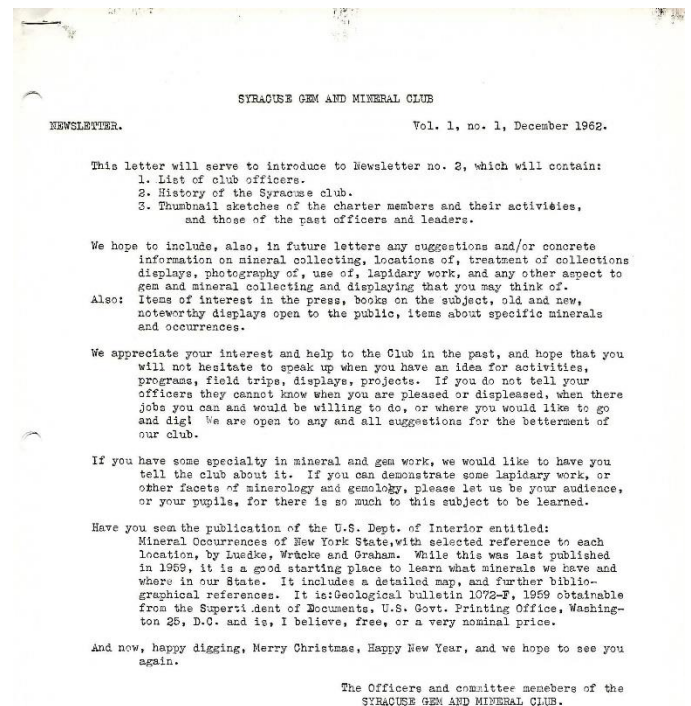 SYRACUSE GEM AND MINERAL CLUB
NEWSLETTER. Vol. 1, no. 1, December 1962.
This letter will serve to introduce to Newsletter no. 2, which will contain:
1. List of club officers.
2. History of the Syracuse club.
3. Thumbnail sketches of the charter members and their activities,
and those of the past officers and leaders.
We hope to include, also, in future letters any suggestions and/or concrete
information on mineral collecting, locations of, treatment of collections
displays, photography of, use of, lapidary work, and any other aspect to
gem and mineral collecting and displaying that you may think of.
Also: Items of interest in the press, books on the subject, old and new,
noteworthy displays open to the public, items about specific minerals
and occurrences.
We appreciate your interest and help to the Club in the past, and hope that you
will not hesitate to speak up when you have an idea for activities,
programs, field trips, displays, projects. If you do not tell your
officers they cannot know when you are pleased or displeased, when there
jobs you can and would be willing to do, or where you would like to go
and dig! We are open to any and all suggestions for the betterment of
our club.
If you have some specialty in mineral and gem work, we would like to have you
tell the club about it. If you can demonstrate some lapidary work, or
other facets of minerology and gemology, please let us be your audience,
or your pupils, for there is so much to this subject to be learned.
Have you seen the publication of the U.S. Dept. of Interior entitled:
Mineral Occurrences of New York State,with selected reference to each
location, by Luedke, Wrucke and Graham. While this was last published
in 1959, it is a good starting place to learn what minerals we have and
where in our State. It includes a detailed map, and further biblio-
graphical references. It is:Geological bulletin 1072-F, 1959 obtainable
from the Superti dent of Documents, U.S. Govt. Printing Office, Washing-
ton 25, D.C. and is, I believe, free, or a very nominal price.
And now, happy digging, Merry Christmas, Happy New Year, and we hope to see you
again.
The Officers and committee memebers of the
SYRACUSE GEM AND MINERAL CLUB.